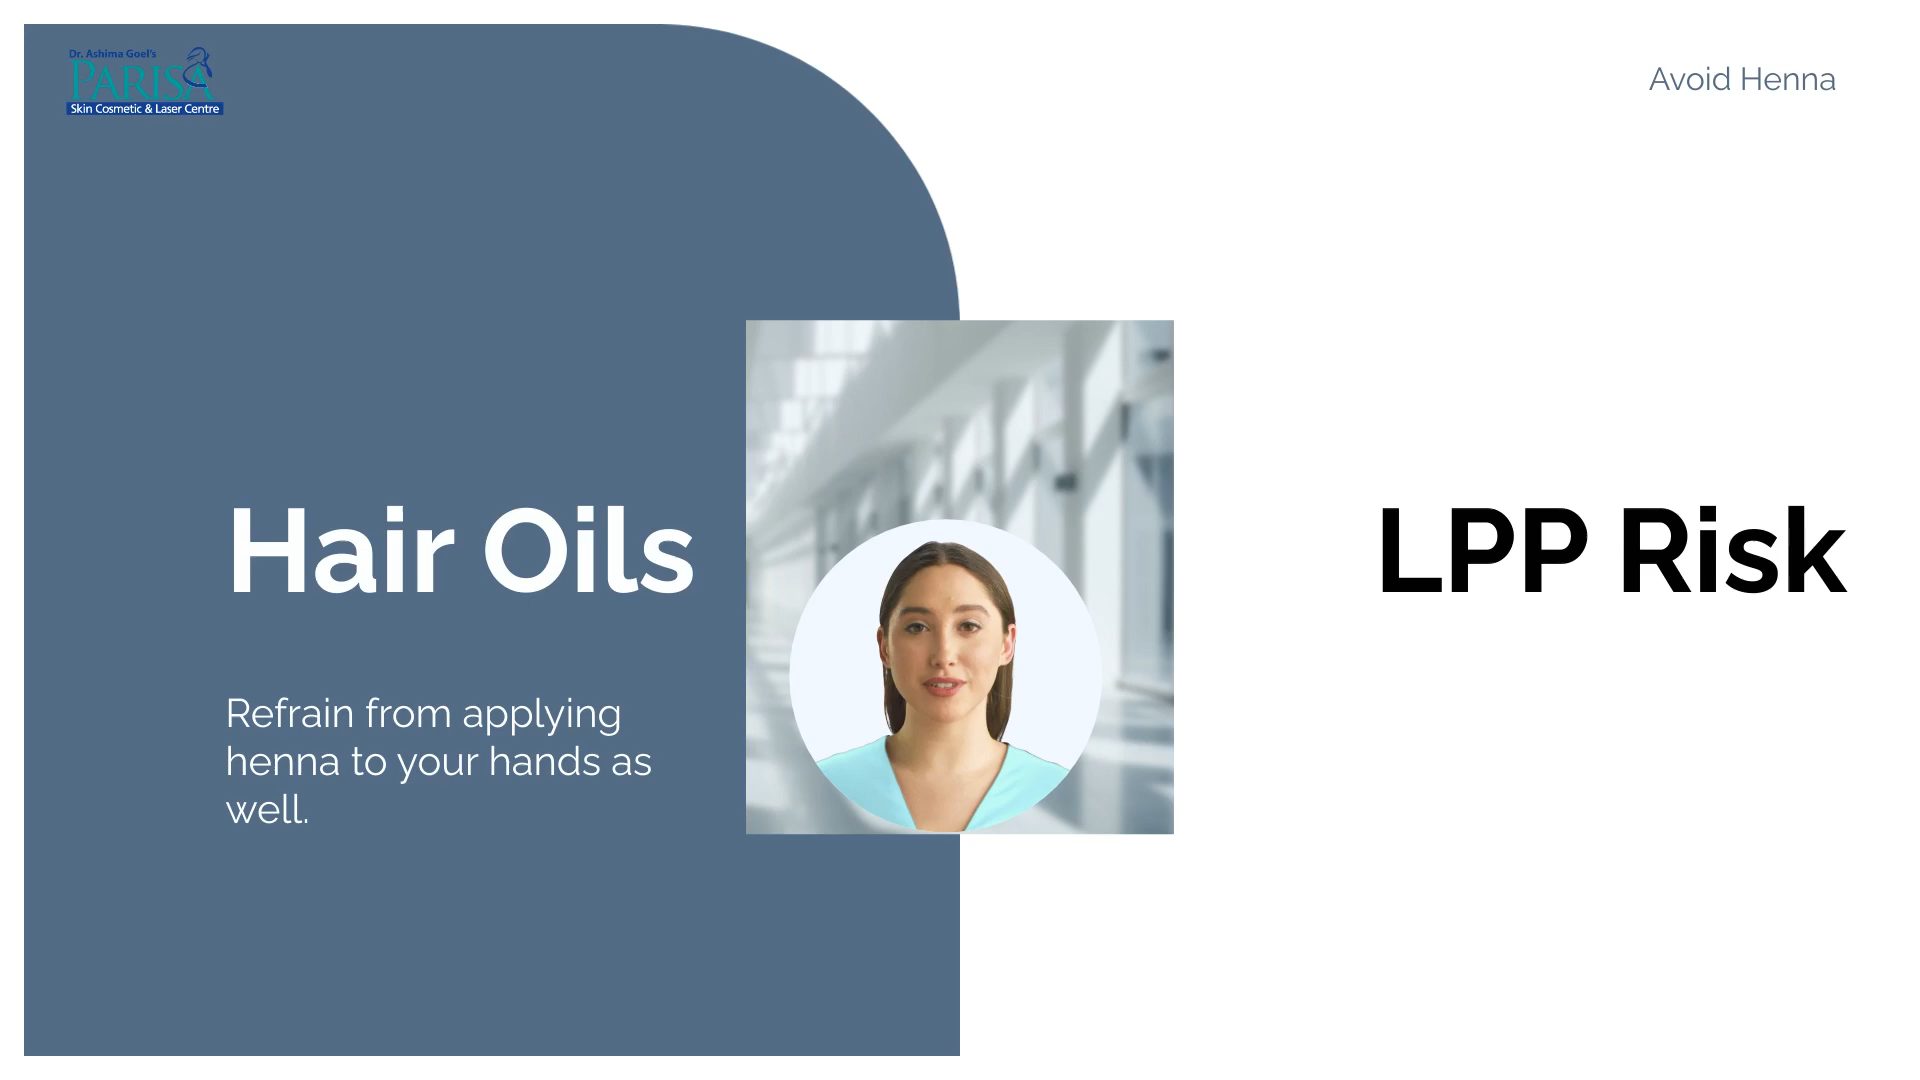 Dr. Ashima Goel's
PARISA
Skin Cosmetic & Laser Centre
Avoid Henna
Hair Oils
LPP Risk
Refrain from applying
henna to your hands as
well.